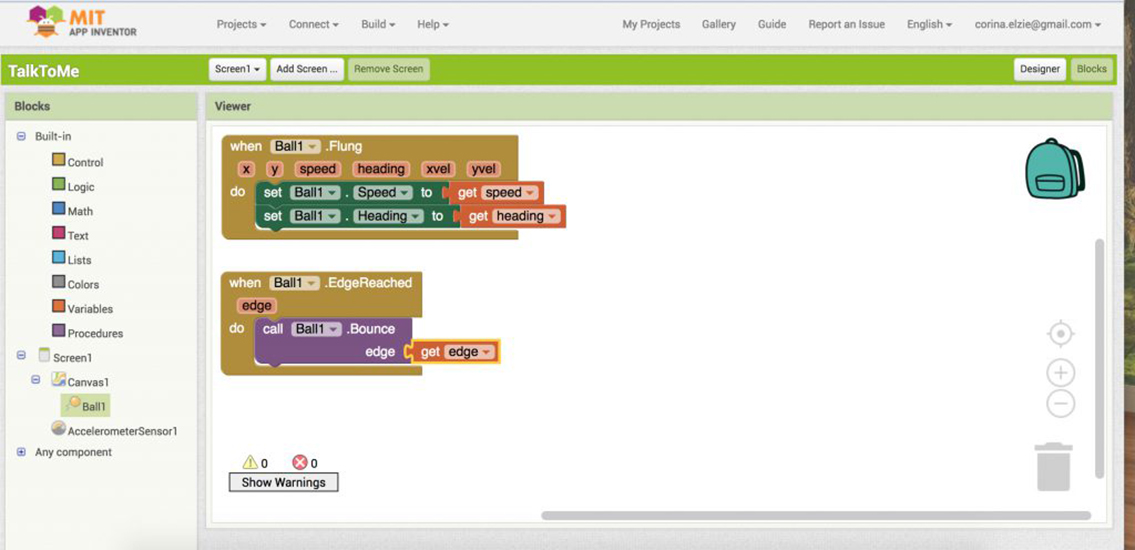 MIT
APP INVENTOR
Projects Connect Build Help My Projects Gallery Guide Report an Issue English corina.elzie@gmail.com
TalkToMe Screen1 Add Screen ... Remove Screen Designer Blocks
Blocks
Built-in
Control
Logic
Math
Text
Lists
Colors
Variables
Procedures
Screen1
Canvas1
Ball1
AccelerometerSensor1
Any component
Viewer
when Ball1 .Flung
x y speed heading xvel yvel
do set Ball1 . Speed to get speed
set Ball1 . Heading to get heading
when Ball1 .EdgeReached
edge
do call Ball1 .Bounce
edge get edge
0 0
Show Warnings